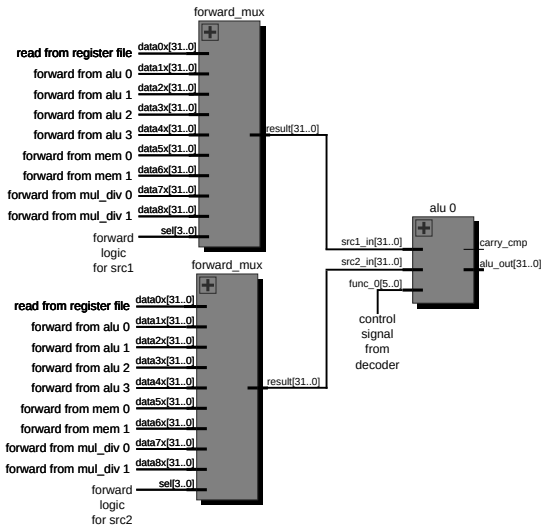 forward_mux
read from register file data0x[31..0]
forward from alu 0 data1x[31..0]
forward from alu 1 data2x[31..0]
forward from alu 2 data3x[31..0]
forward from alu 3 data4x[31..0] result[31..0]
forward from mem 0 data5x[31..0]
forward from mem 1 data6x[31..0]
forward from mul_div 0 data7x[31..0]
forward from mul_div 1 data8x[31..0]
sel[3..0]
forward
logic
for src1
alu 0
src1_in[31..0] carry_cmp
src2_in[31..0] alu_out[31..0]
func_0[5..0]
control
signal
from
decoder
forward_mux
read from register file data0x[31..0]
forward from alu 0 data1x[31..0]
forward from alu 1 data2x[31..0]
forward from alu 2 data3x[31..0]
forward from alu 3 data4x[31..0] result[31..0]
forward from mem 0 data5x[31..0]
forward from mem 1 data6x[31..0]
forward from mul_div 0 data7x[31..0]
forward from mul_div 1 data8x[31..0]
sel[3..0]
forward
logic
for src2